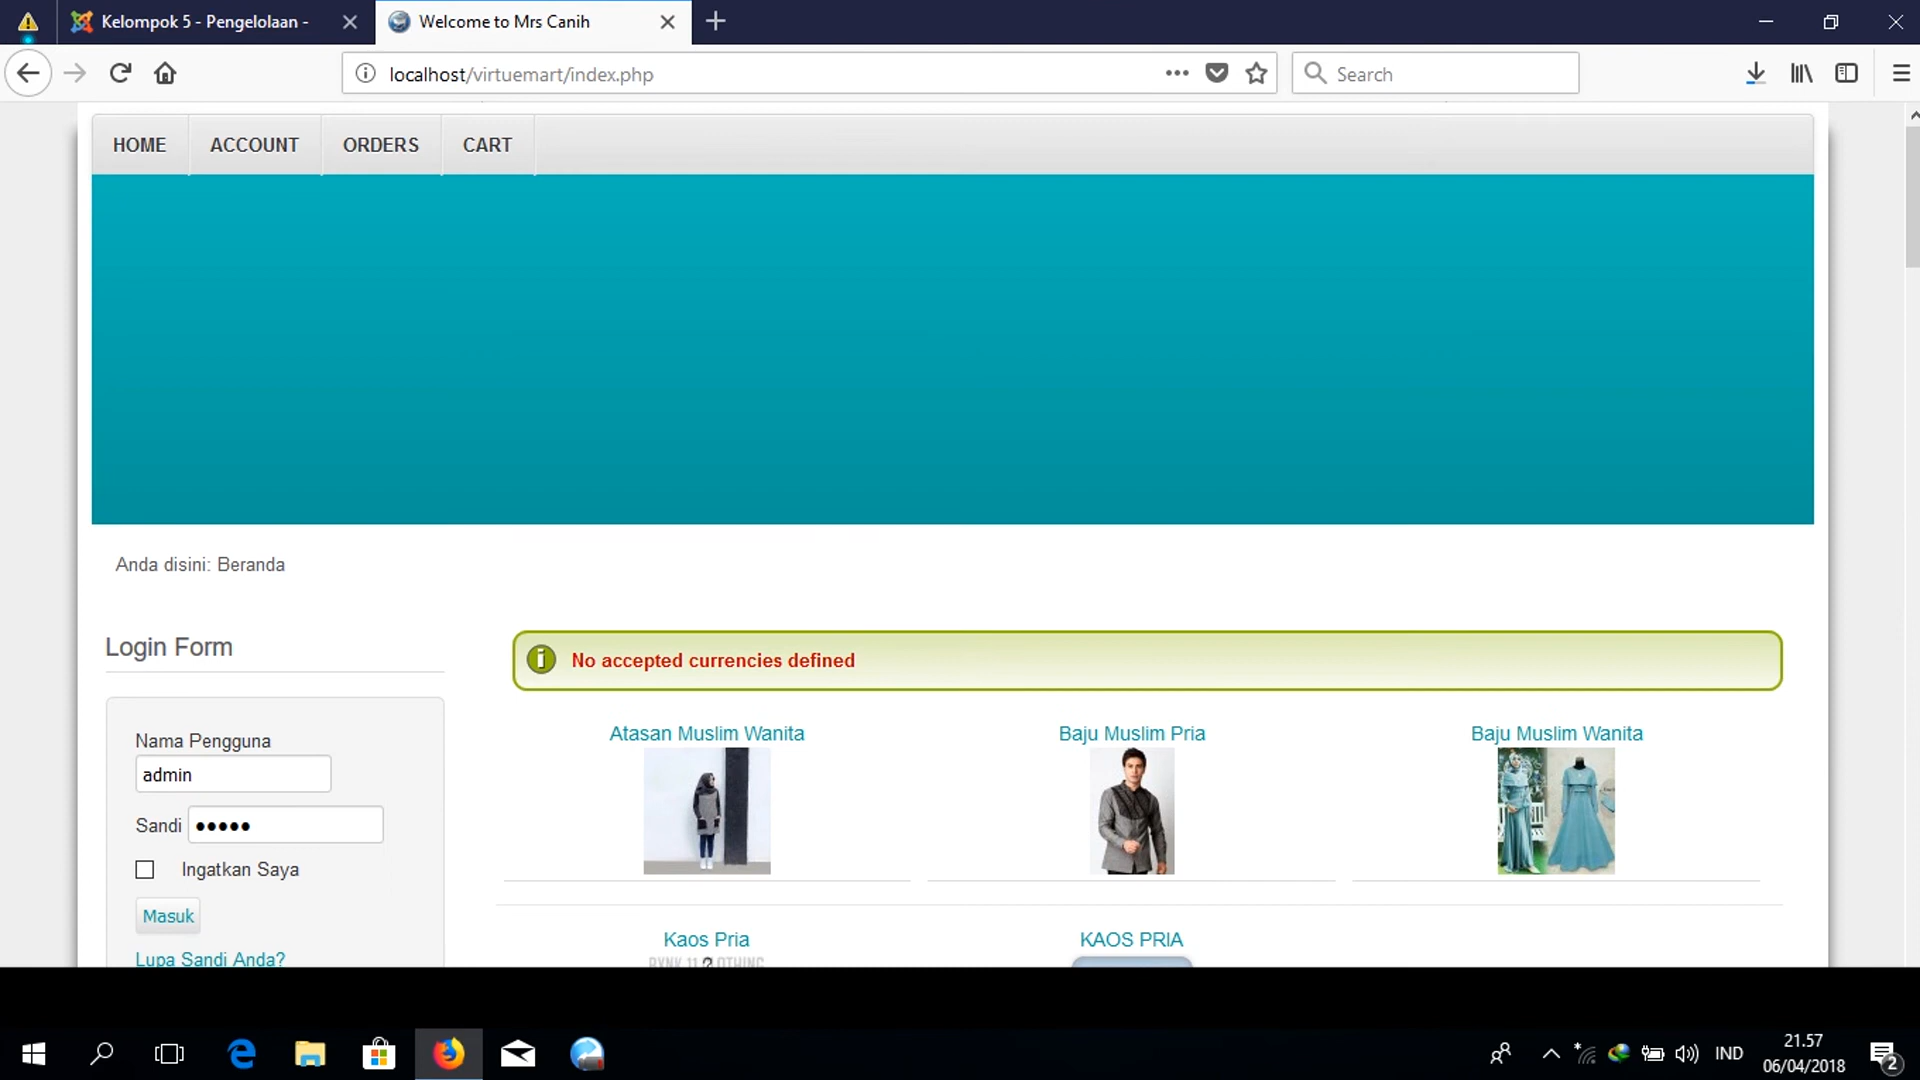 Kelompok 5 - Pengelolaan -
Welcome to Mrs Canih
localhost/virtuemart/index.php
Search
HOME
ACCOUNT
ORDERS
CART
Anda disini: Beranda
Login Form
No accepted currencies defined
Nama Pengguna
admin
Sandi
Ingatkan Saya
Masuk
Lupa Sandi Anda?
Atasan Muslim Wanita
Baju Muslim Pria
Baju Muslim Wanita
Kaos Pria
KAOS PRIA
IND
21.57
06/04/2018
2